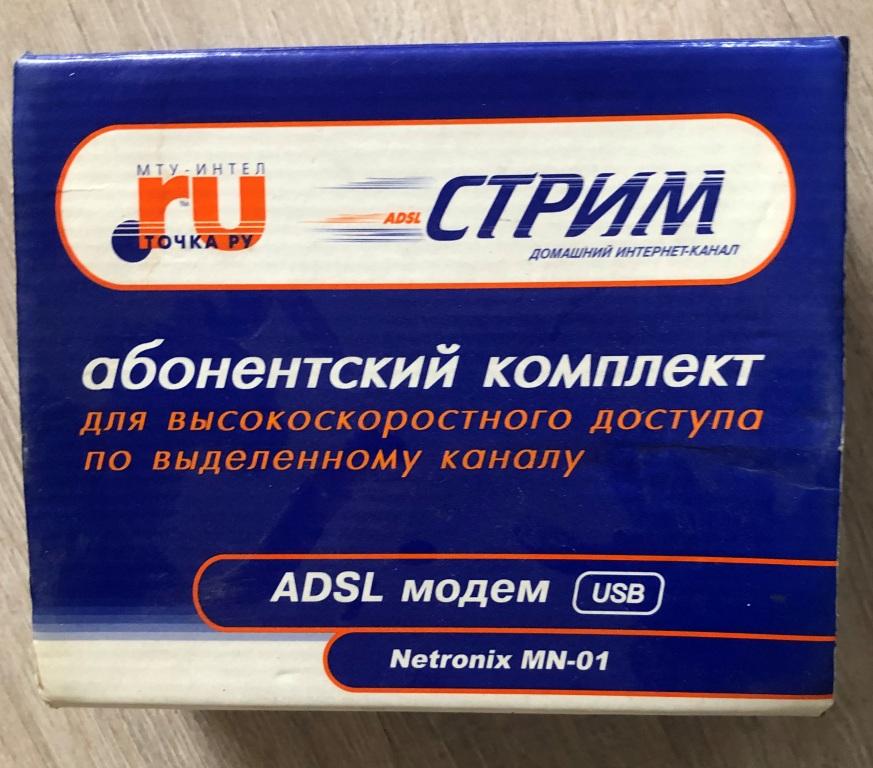 МТУ-ИНТЕЛ
ru™
ТОЧКА РУ
ADSL СТРИМ
ДОМАШНИЙ ИНТЕРНЕТ-КАНАЛ
абонентский комплект
для высокоскоростного доступа
по выделенному каналу
ADSL модем USB
Netronix MN-01